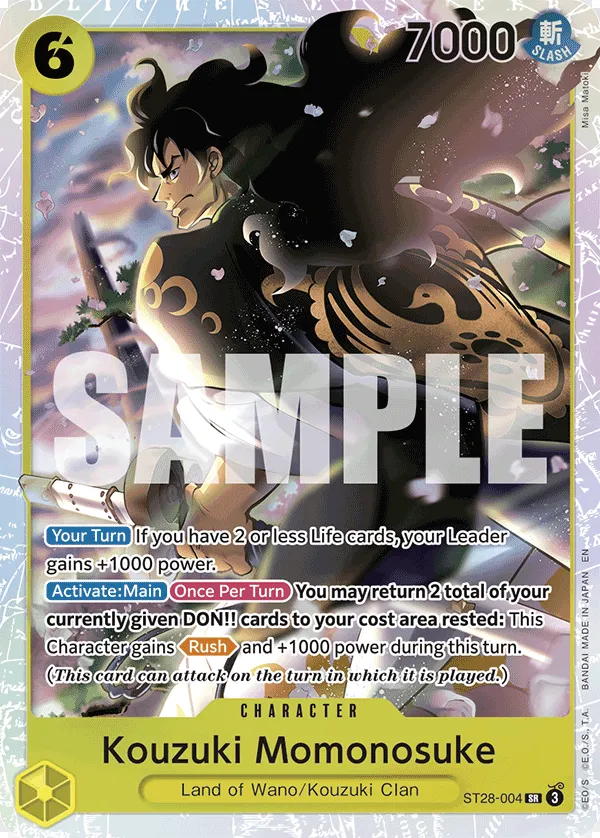 6
7000
斬
SLASH
Misa Matoki
SAMPLE
Your Turn If you have 2 or less Life cards, your Leader
gains +1000 power.
Activate:Main Once Per Turn You may return 2 total of your
currently given DON!! cards to your cost area rested: This
Character gains Rush and +1000 power during this turn.
(This card can attack on the turn in which it is played.)
©EO/S ©E.O./S., T.A. BANDAI MADE IN JAPAN EN
CHARACTER
Kouzuki Momonosuke
Land of Wano/Kouzuki Clan
ST28-004 SR 3